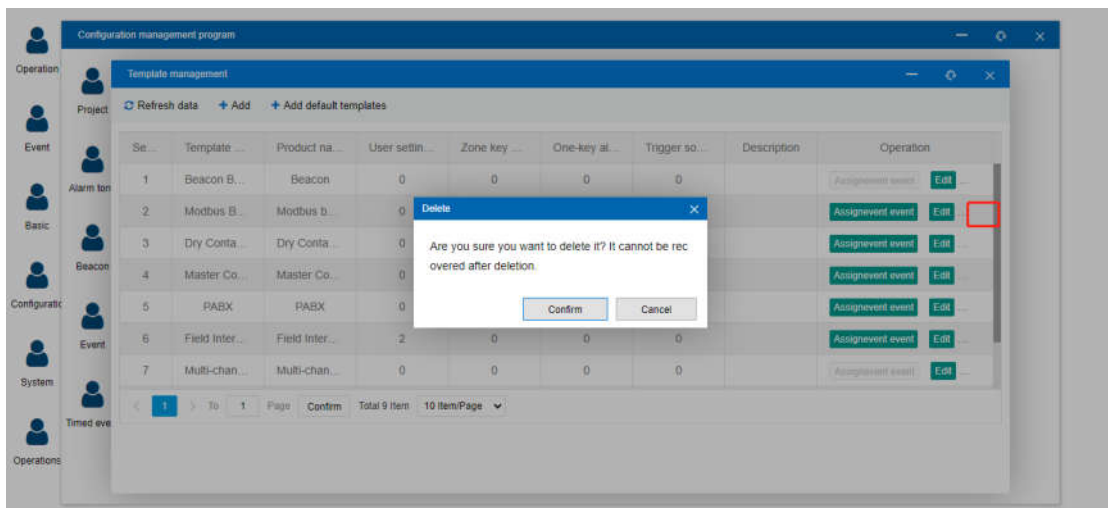 Configuration management program
Operation
Template management
Project
Refresh data + Add + Add default templates
Event
Se... Template ... Product na... User settin... Zone key ... One-key al... Trigger so... Description Operation
Alarm ton
1 Beacon B... Beacon 0 0 0 0 Assignevent event Edit ...
2 Modbus B... Modbus b... 0 Assignevent event Edit ...
Basic
Delete
3 Dry Conta... Dry Conta... 0 Assignevent event Edit ...
Are you sure you want to delete it? It cannot be rec
overed after deletion.
Beacon
4 Master Co... Master Co... 0 Assignevent event Edit ...
Configuratic
5 PABX PABX 0 Assignevent event Edit ...
Confirm Cancel
Event
6 Field Inter... Field Inter... 2 0 0 0 Assignevent event Edit ...
7 Multi-chan... Multi-chan... 0 0 0 0 Assignevent event Edit ...
System
< 1 > To 1 Page Confirm Total 9 Item 10 Item/Page
Timed eve
Operations